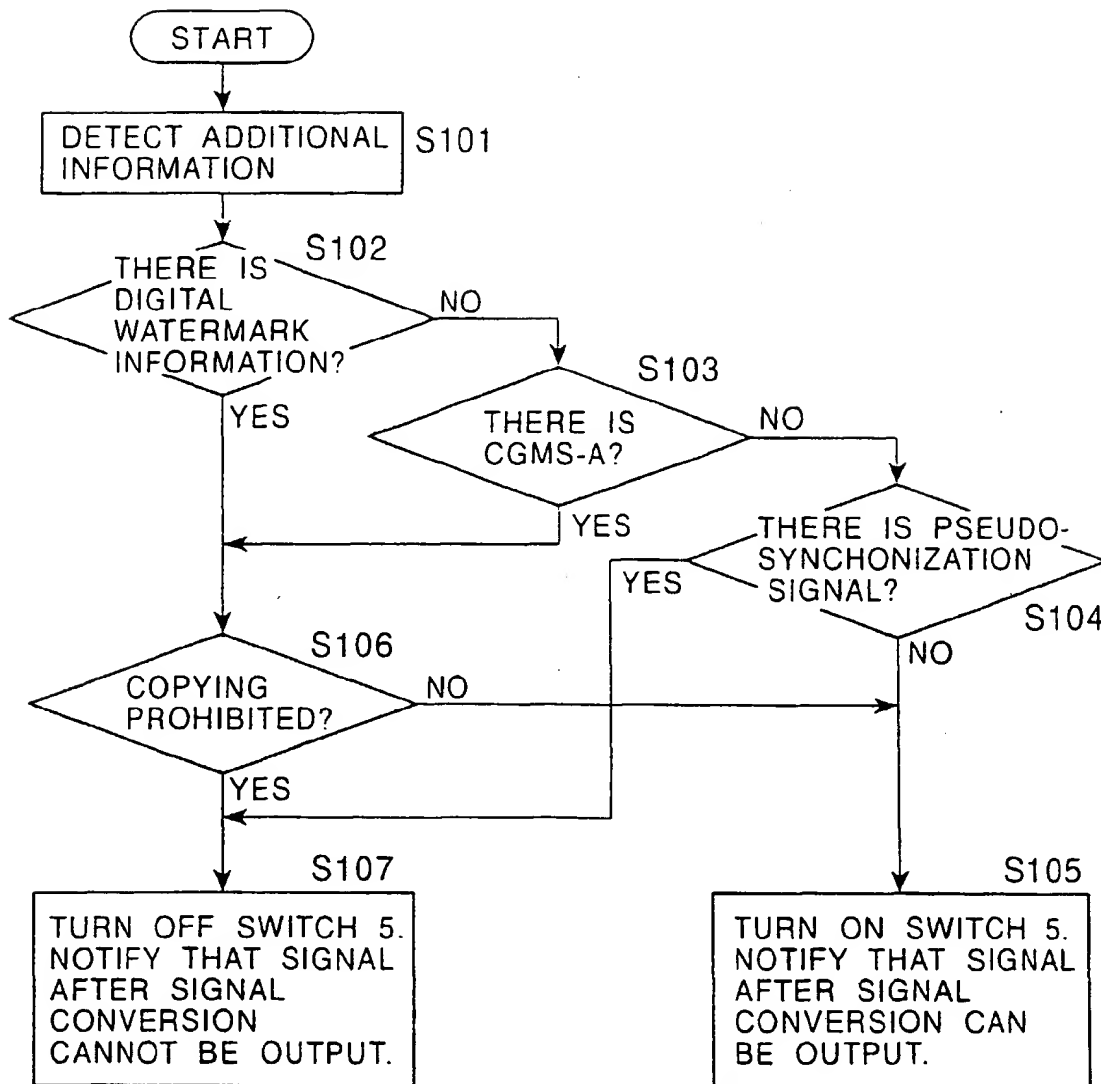 START
DETECT ADDITIONAL
INFORMATION
S101
S102
THERE IS
DIGITAL
WATERMARK
INFORMATION?
NO
YES
S103
THERE IS
CGMS-A?
NO
YES
THERE IS PSEUDO-
SYNCHONIZATION
SIGNAL?
YES
S104
NO
S106
COPYING
PROHIBITED?
NO
YES
S107
TURN OFF SWITCH 5.
NOTIFY THAT SIGNAL
AFTER SIGNAL
CONVERSION
CANNOT BE OUTPUT.
S105
TURN ON SWITCH 5.
NOTIFY THAT SIGNAL
AFTER SIGNAL
CONVERSION CAN
BE OUTPUT.